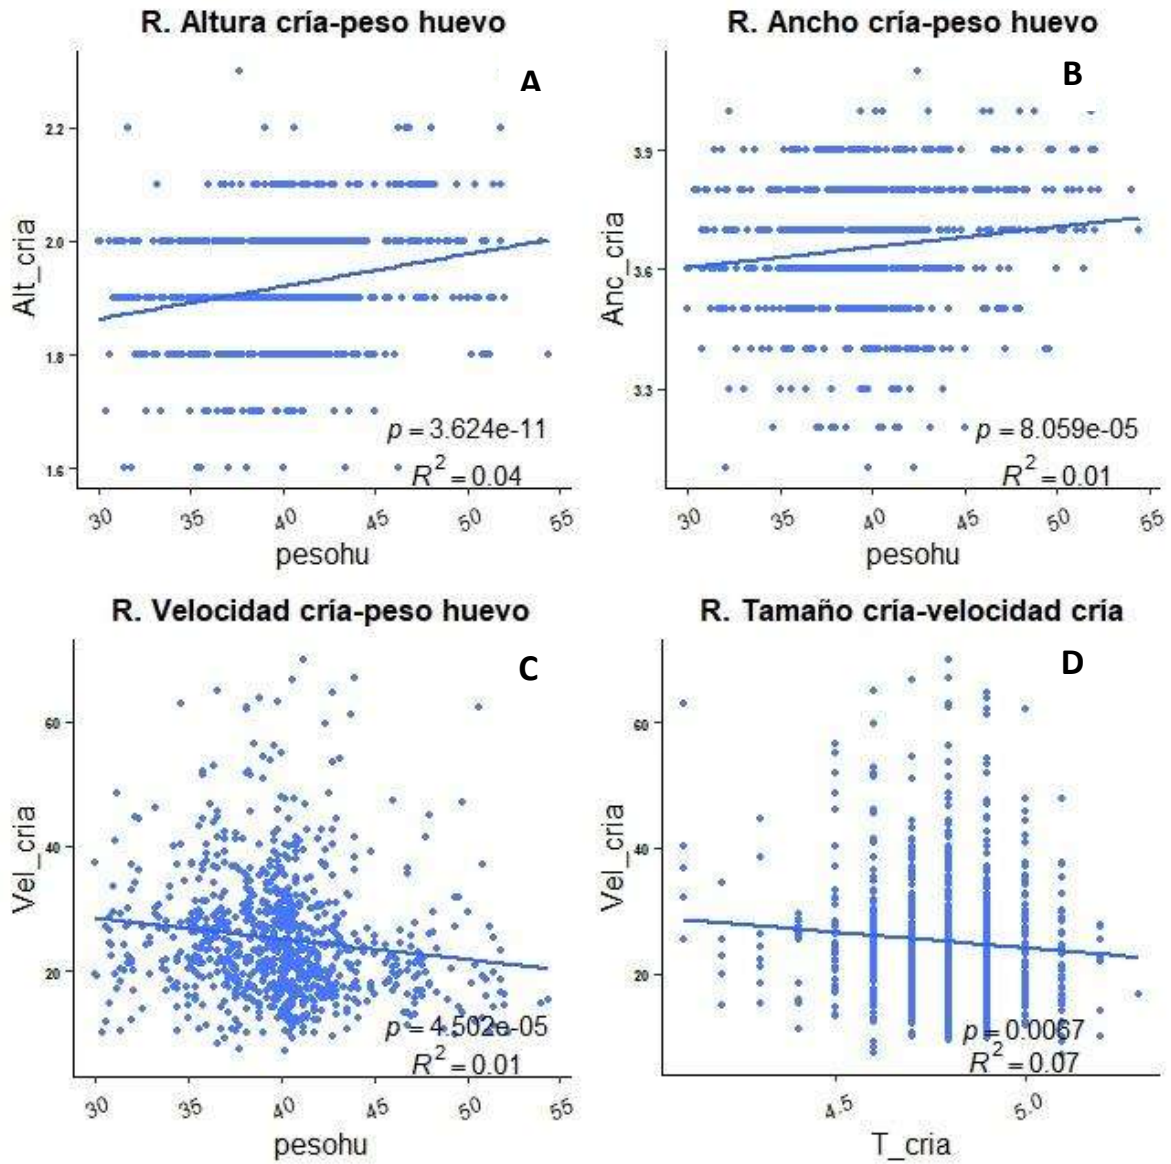 R. Altura cría-peso huevo
A
Alt_cria
2.2
2.0
1.8
1.6
p = 3.624e-11
R² = 0.04
30 35 40 45 50 55
pesohu
R. Ancho cría-peso huevo
B
Anc_cria
3.9
3.6
3.3
p = 8.059e-05
R² = 0.01
30 35 40 45 50 55
pesohu
R. Velocidad cría-peso huevo
C
Vel_cria
60
40
20
p = 4.502e-05
R² = 0.01
30 35 40 45 50 55
pesohu
R. Tamaño cría-velocidad cría
D
Vel_cria
60
40
20
p = 0.0067
R² = 0.07
4.5 5.0
T_cria